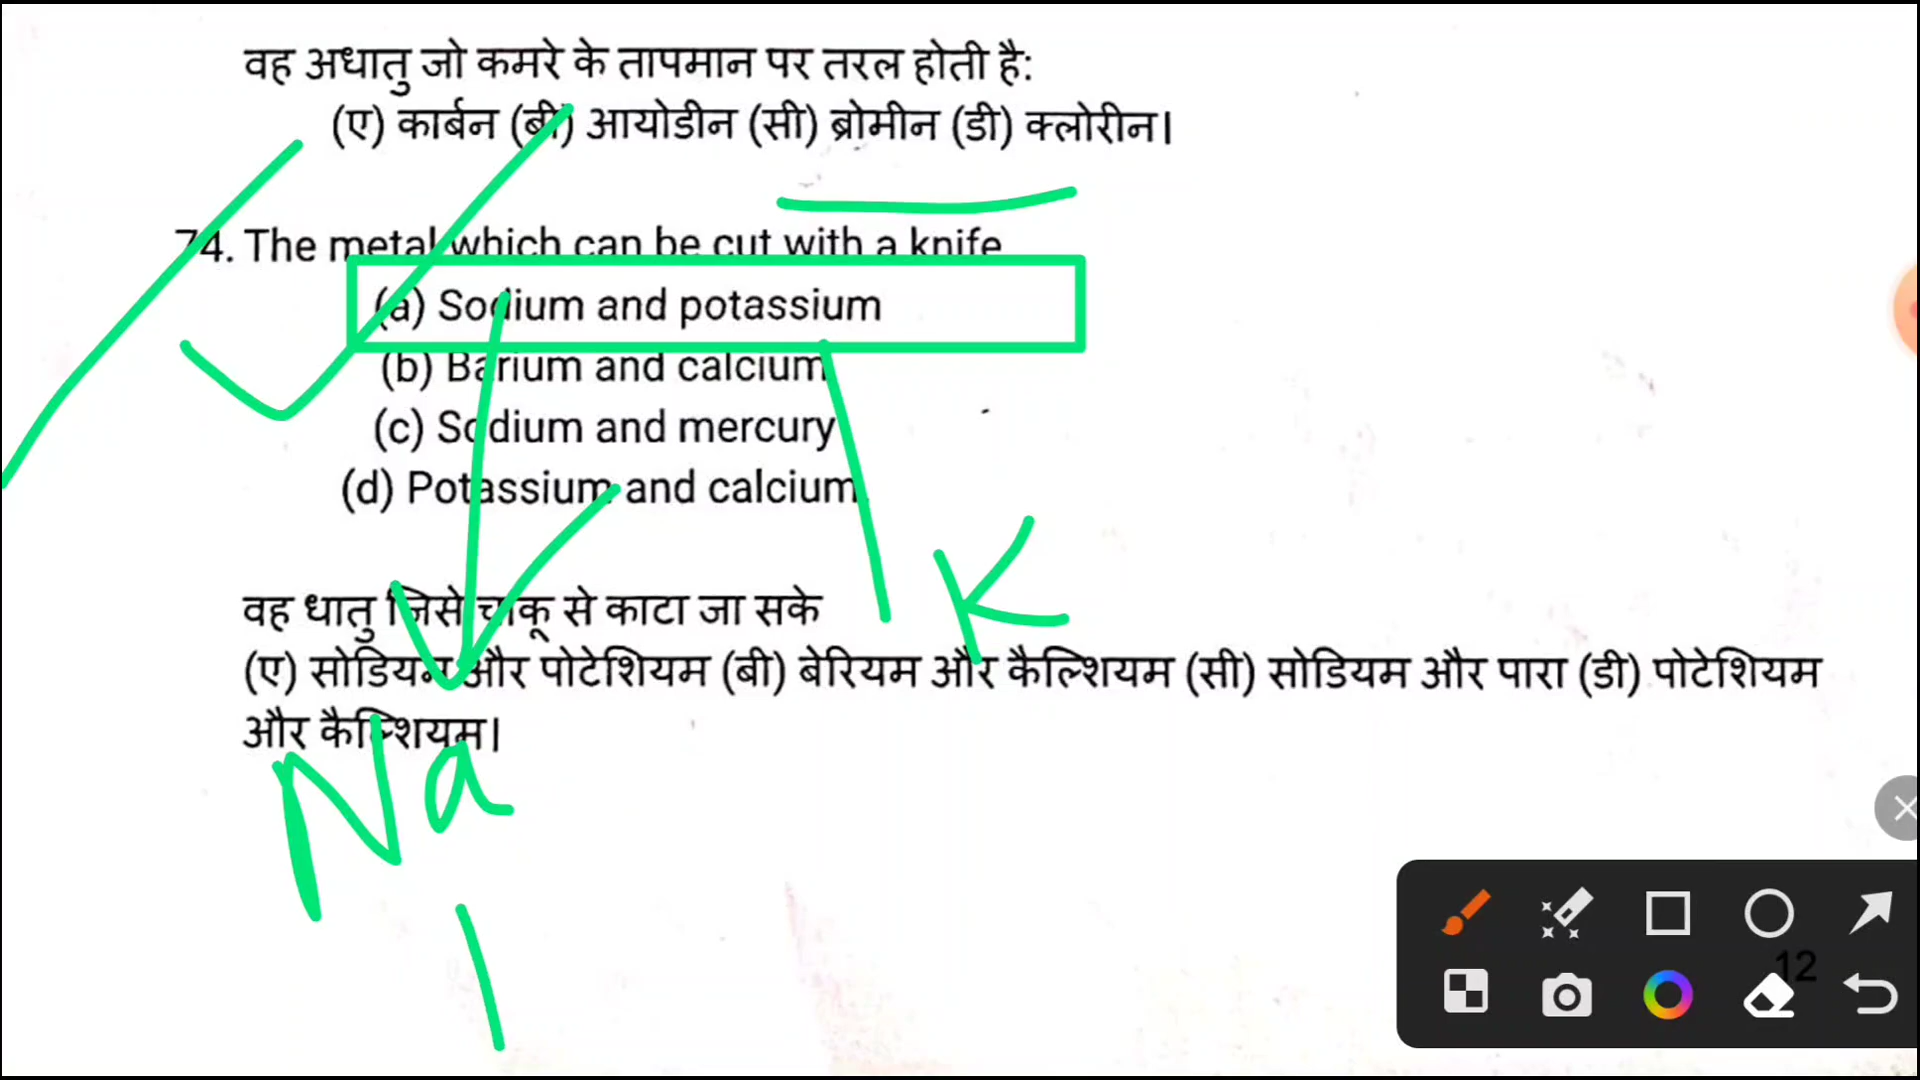 वह अधातु जो कमरे के तापमान पर तरल होती है:
(ए) कार्बन (बी) आयोडीन (सी) ब्रोमीन (डी) क्लोरीन।
74. The metal which can be cut with a knife
(a) Sodium and potassium
(b) Barium and calcium
(c) Sodium and mercury
(d) Potassium and calcium.
K
वह धातु जिसे चाकू से काटा जा सके
(ए) सोडियम और पोटेशियम (बी) बेरियम और कैल्शियम (सी) सोडियम और पारा (डी) पोटेशियम
और कैल्शियम।
Na
12